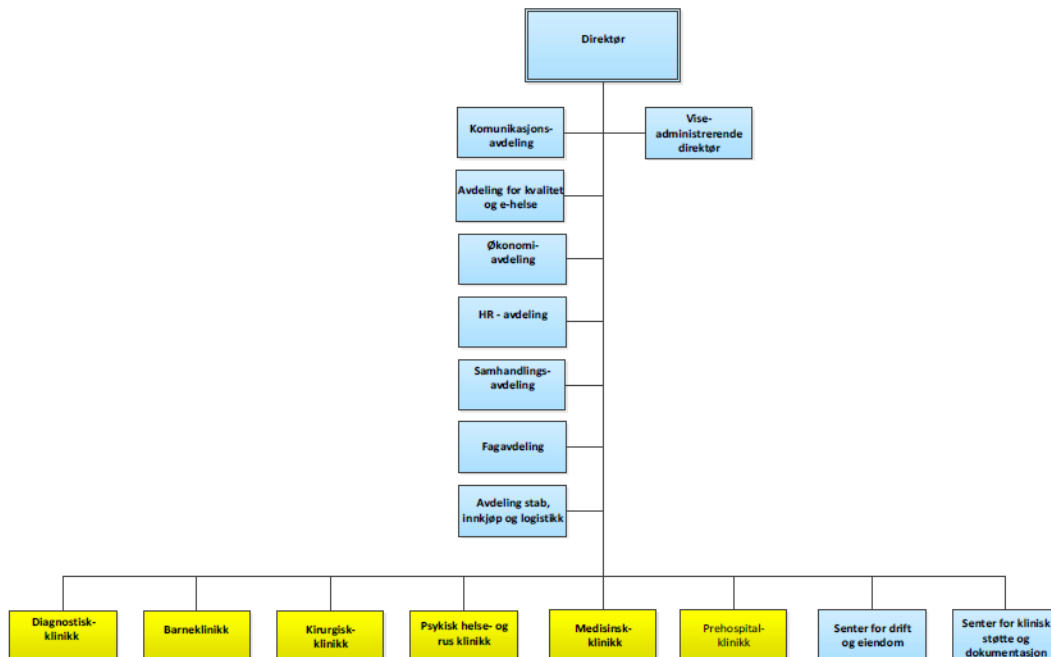 Direktør
Komunikasjons-
avdeling
Vise-
administrerende
direktør
Avdeling for kvalitet
og e-helse
Økonomi-
avdeling
HR - avdeling
Samhandlings-
avdeling
Fagavdeling
Avdeling stab,
innkjøp og logistikk
Diagnostisk-
klinikk
Barneklinikk
Kirurgisk-
klinikk
Psykisk helse- og
rus klinikk
Medisinsk-
klinikk
Prehospital-
klinikk
Senter for drift
og eiendom
Senter for klinisk
støtte og
dokumentasjon